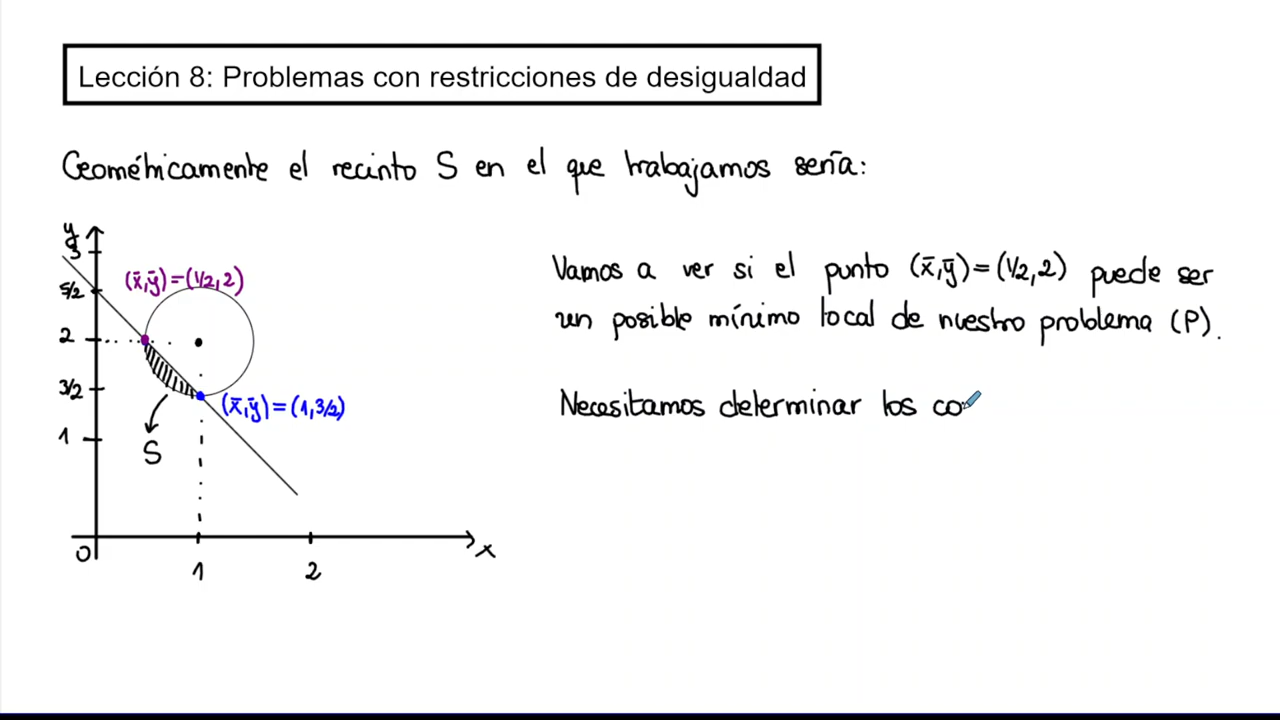 Lección 8: Problemas con restricciones de desigualdad
Geométricamente el recinto S en el que trabajamos sería:
y
3
(x̄,ȳ)=(1/2,2)
5/2
2
3/2
(x̄,ȳ)=(1,3/2)
1
S
0
1
2
x
Vamos a ver si el punto (x̄,ȳ)=(1/2,2) puede ser
un posible mínimo local de nuestro problema (P).
Necesitamos determinar los co